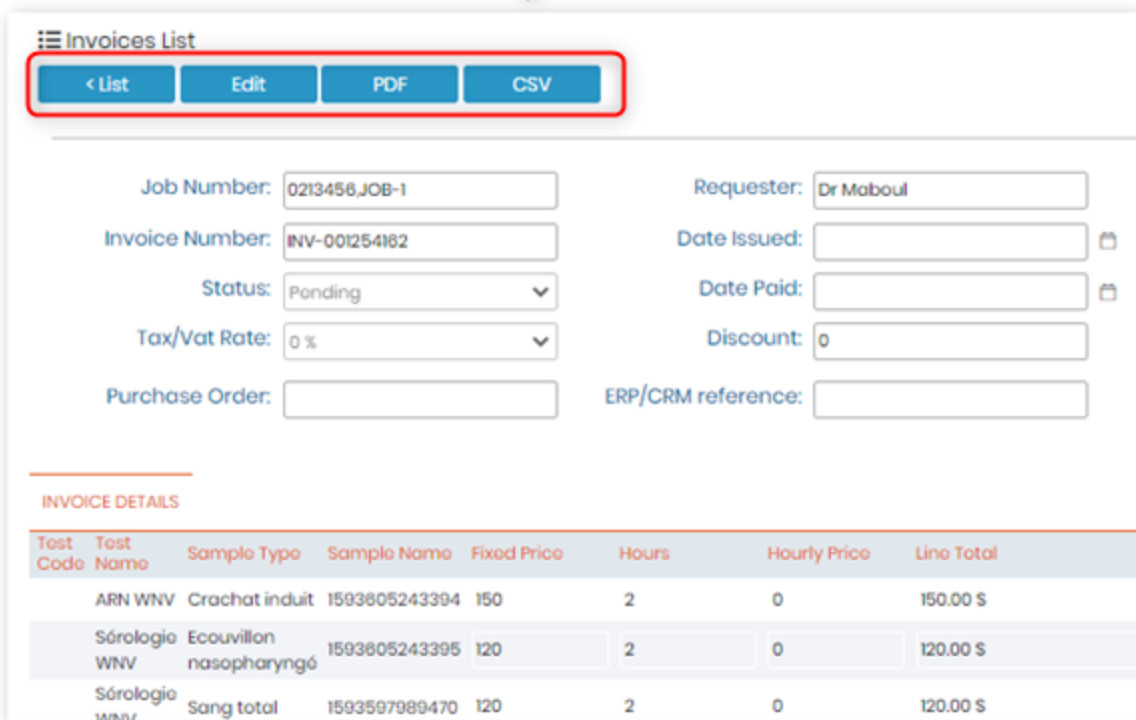 Invoices List
< List Edit PDF CSV
Job Number: 0213456,JOB-1 Requester: Dr Maboul
Invoice Number: INV-001254162 Date Issued:
Status: Pending Date Paid:
Tax/Vat Rate: 0 % Discount: 0
Purchase Order: ERP/CRM reference:
INVOICE DETAILS
Test Code Test Name Sample Type Sample Name Fixed Price Hours Hourly Price Line Total
ARN WNV Crachat induit 1593605243394 150 2 0 150.00 $
Sérologie WNV Ecouvillon nasopharyngé 1593605243395 120 2 0 120.00 $
Sérologie WNV Sang total 1593597989470 120 2 0 120.00 $